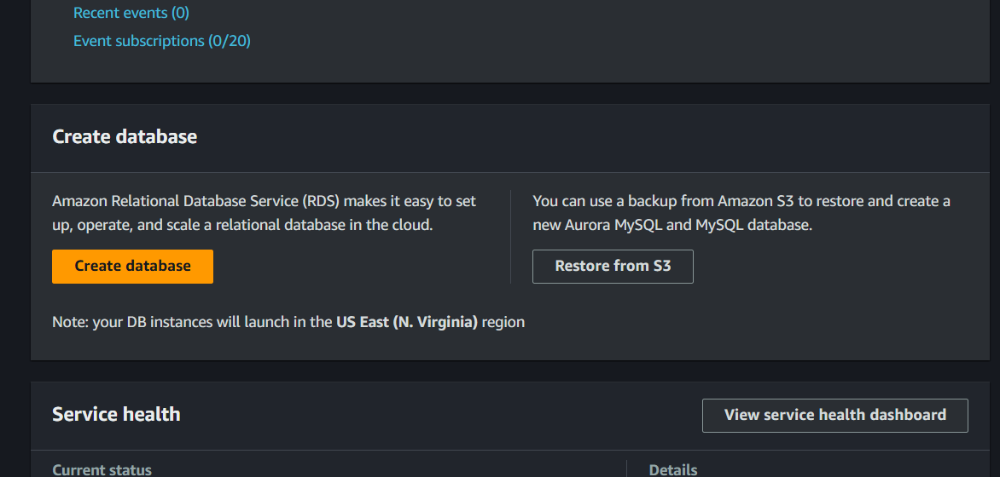 Recent events (0)
Event subscriptions (0/20)
Create database
Amazon Relational Database Service (RDS) makes it easy to set
up, operate, and scale a relational database in the cloud.
Create database
You can use a backup from Amazon S3 to restore and create a
new Aurora MySQL and MySQL database.
Restore from S3
Note: your DB instances will launch in the US East (N. Virginia) region
Service health
View service health dashboard
Current status
Details